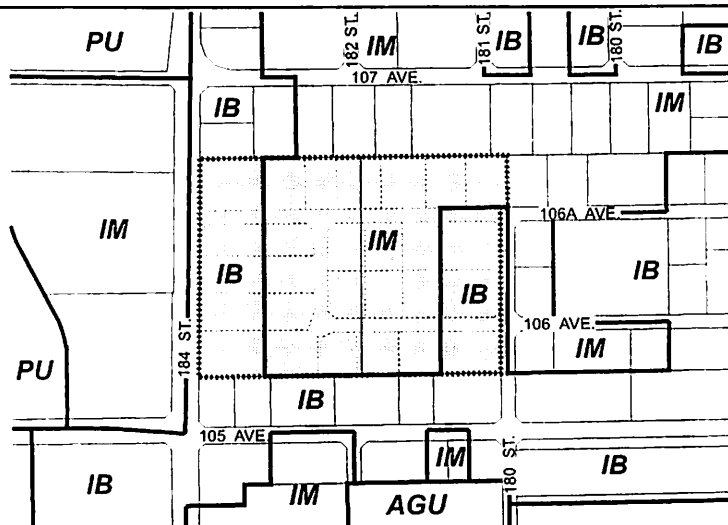 PU
182 ST.
IM
181 ST.
IB
IB
180 ST.
IB
107 AVE.
IB
IM
IM
IM
106A AVE.
IB
IB
IB
184 ST.
106 AVE.
IM
PU
IB
105 AVE.
IB
IM
AGU
IM
180 ST.
IB